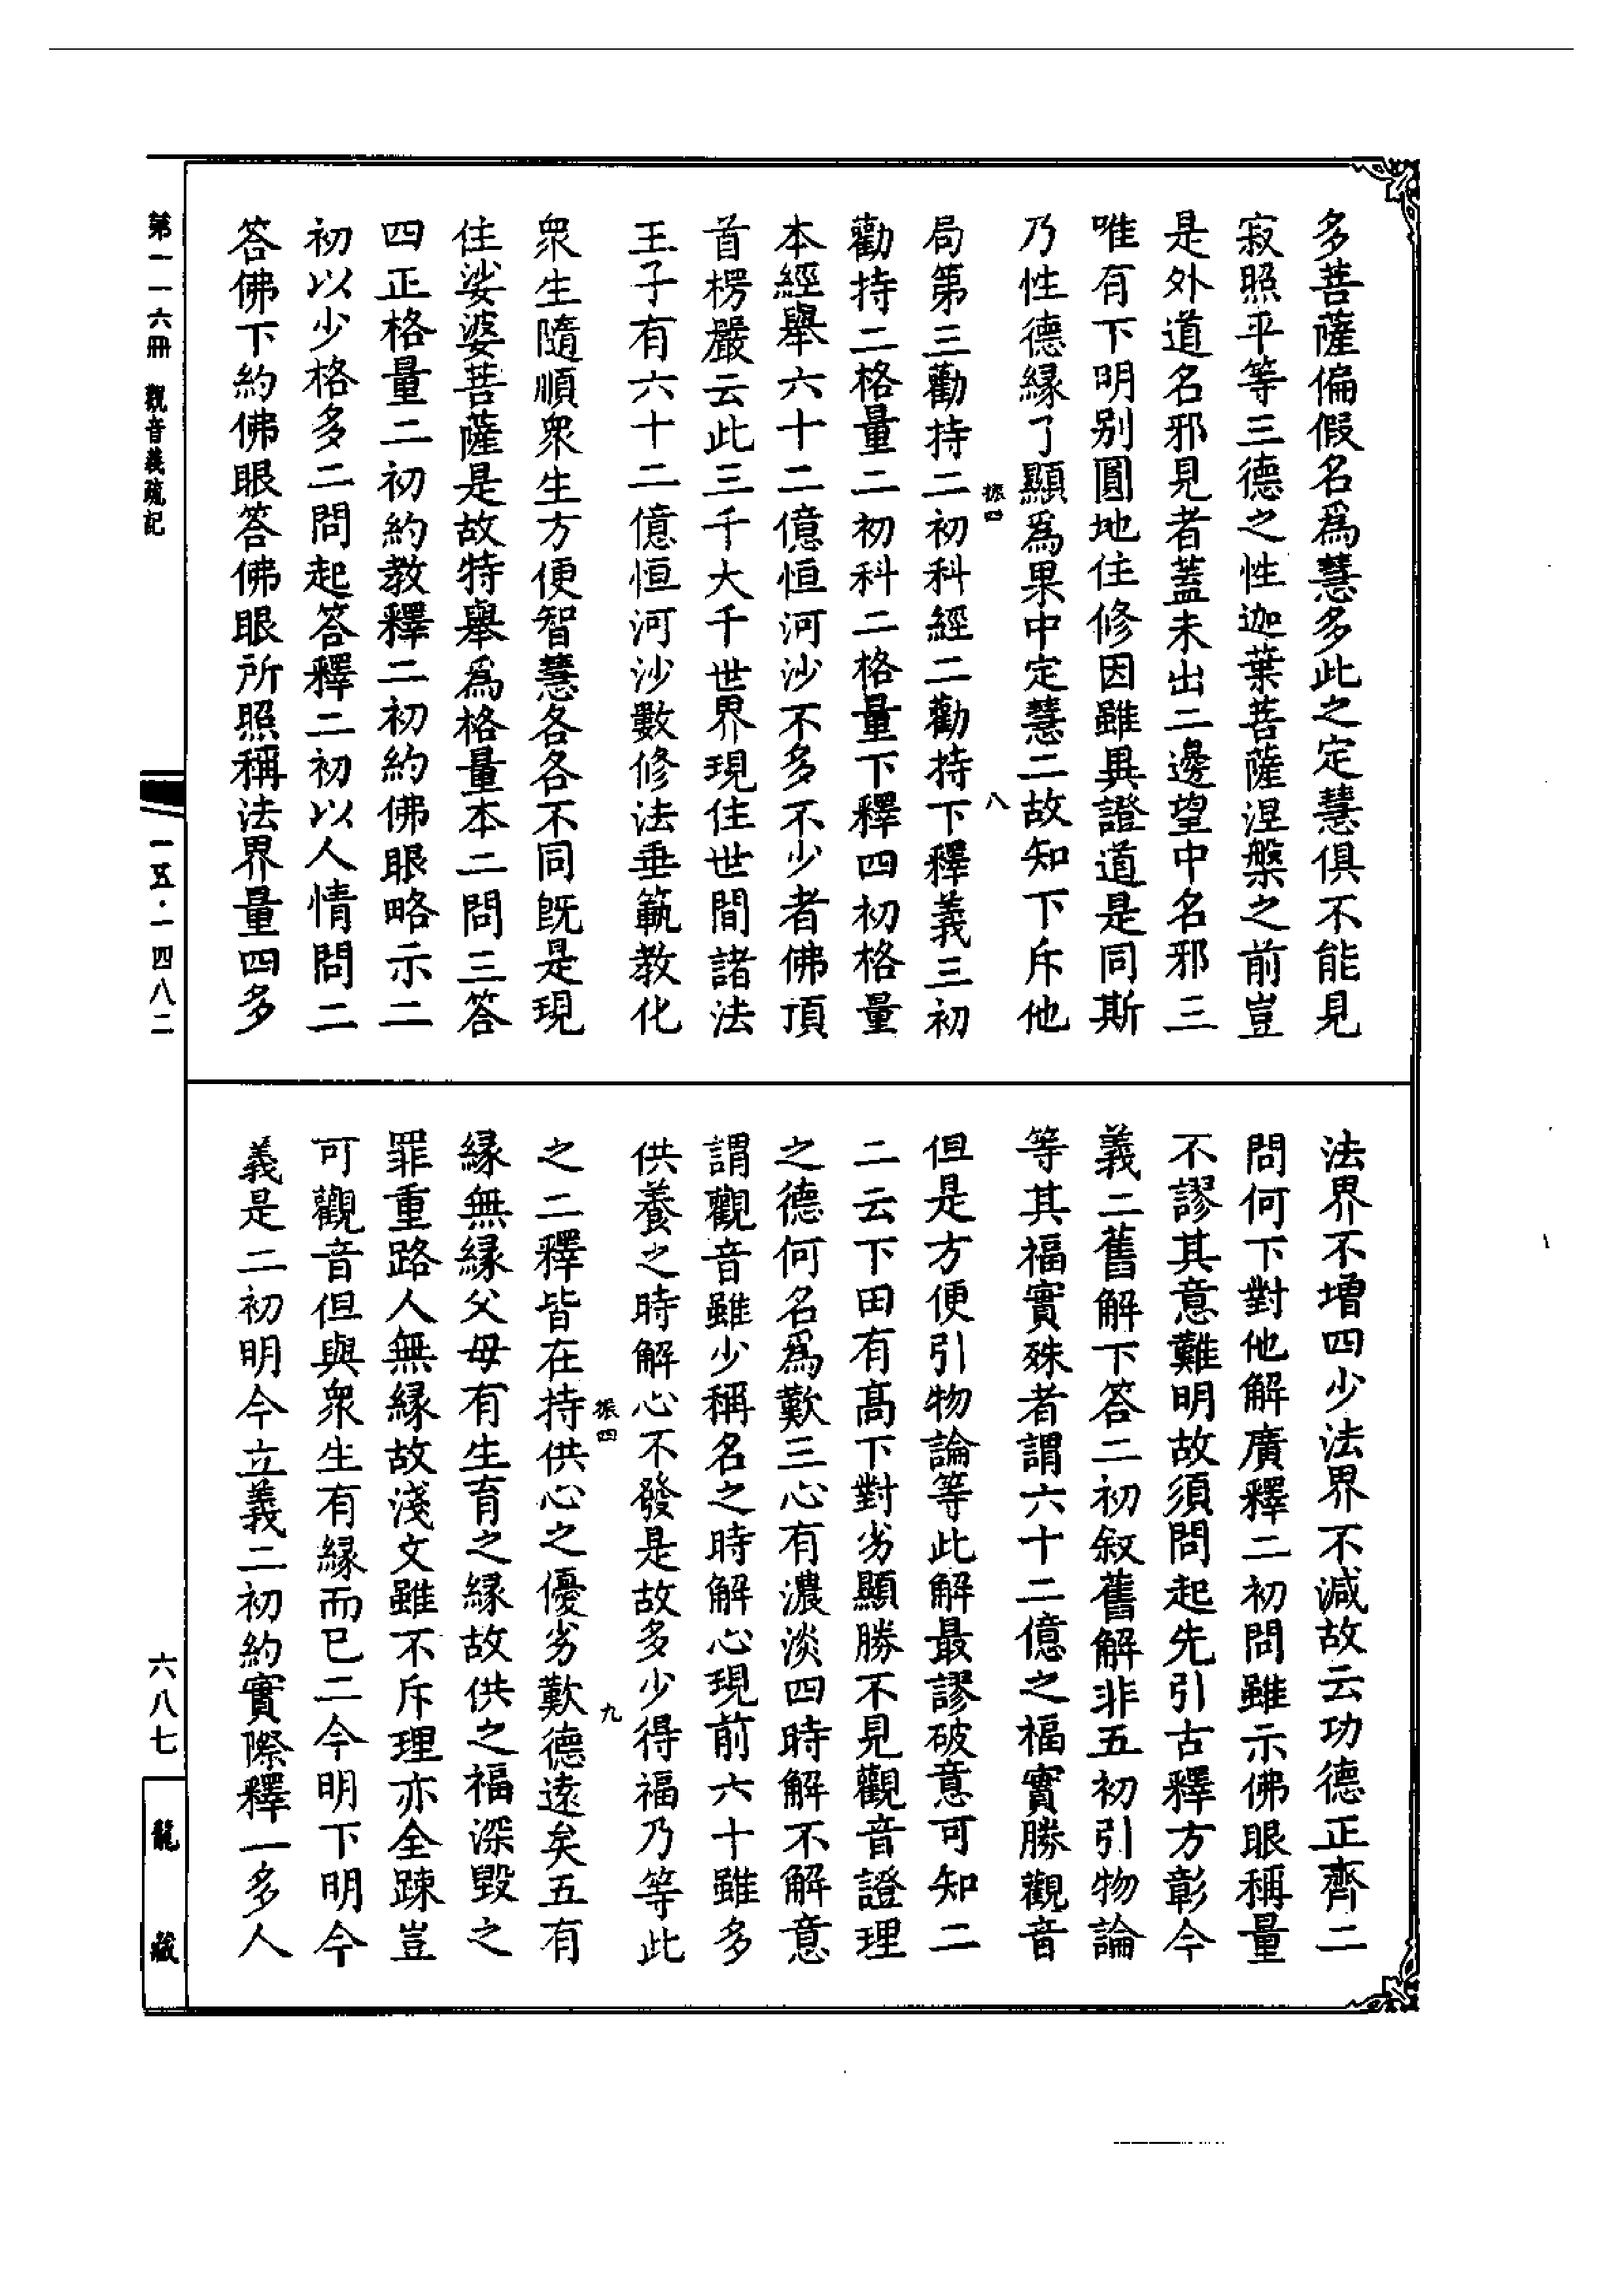 多菩薩偏假名爲慧多此之定慧俱不能見
寂照平等三德之性迦葉菩薩涅槃之前豈
是外道名邪見者蓋未出二邊望中名邪三
唯有下明别圓地住修因雖異證道是同斯
乃性德緣了顯爲果中定慧二故知下斥他
振四 八
局第三勸持二初科經二勸持下釋義三初
勸持二格量二初科二格量下釋四初格量
本經舉六十二億恒河沙不多不少者佛頂
首楞嚴云此三千大千世界現住世間諸法
王子有六十二億恒河沙數修法垂範教化
衆生隨順衆生方便智慧各各不同旣是現
住娑婆菩薩是故特舉爲格量本二問三答
四正格量二初約教釋二初約佛眼略示二
初以少格多二問起答釋二初以人情問二
答佛下約佛眼答佛眼所照稱法界量四多
法界不增四少法界不減故云功德正齊二
問何下對他解廣釋二初問雖示佛眼稱量
不謬其意難明故須問起先引古釋方彰今
義二舊解下答二初叙舊解非五初引物論
等其福實殊者謂六十二億之福實勝觀音
但是方便引物論等此解最謬破意可知二
二云下田有高下對劣顯勝不見觀音證理
之德何名爲歎三心有濃淡四時解不解意
謂觀音雖少稱名之時解心現前六十雖多
供養之時解心不發是故多少得福乃等此
振四 九
之二釋皆在持供心之優劣歎德遠矣五有
緣無緣父母有生育之緣故供之福深毀之
罪重路人無緣故淺文雖不斥理亦全踈豈
可觀音但與衆生有緣而已二今明下明今
義是二初明今立義二初約實際釋一多人
第一一六冊 觀音義疏記
一五·一四八二
六八七
龍藏